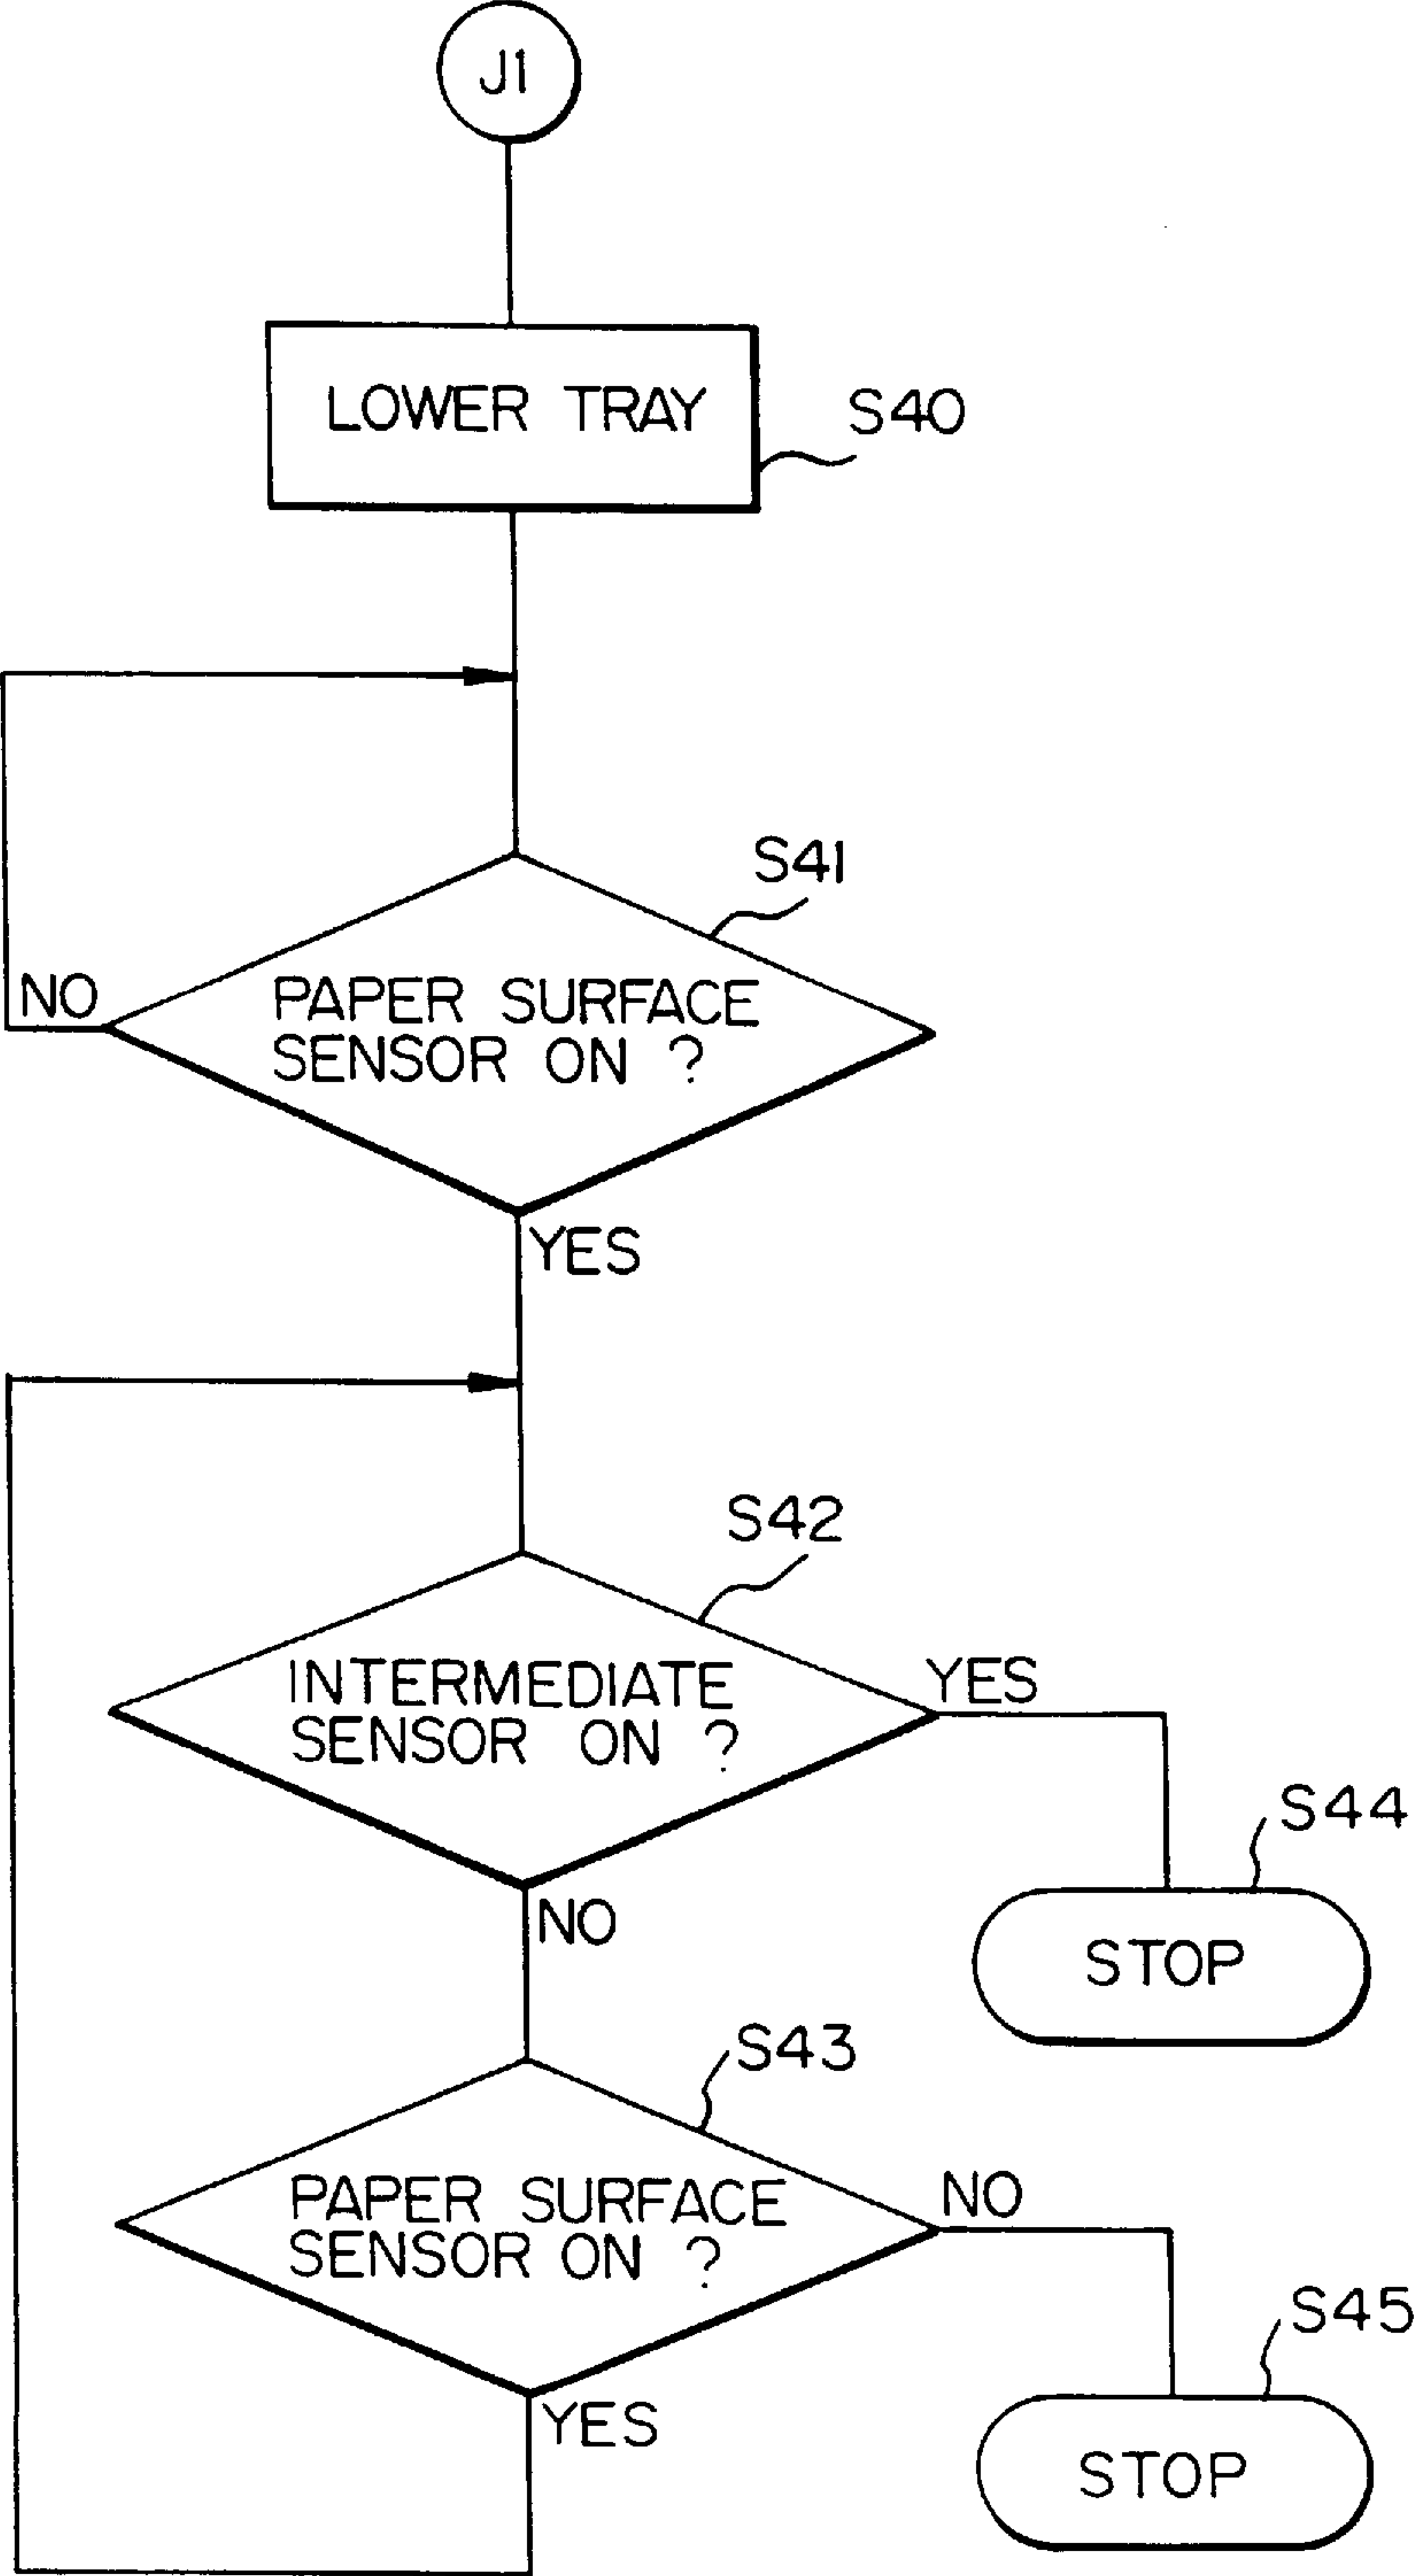 J1
LOWER TRAY
S40
S41
NO
PAPER SURFACE
SENSOR ON ?
YES
S42
INTERMEDIATE
SENSOR ON ?
YES
S44
NO
STOP
S43
PAPER SURFACE
SENSOR ON ?
NO
S45
YES
STOP